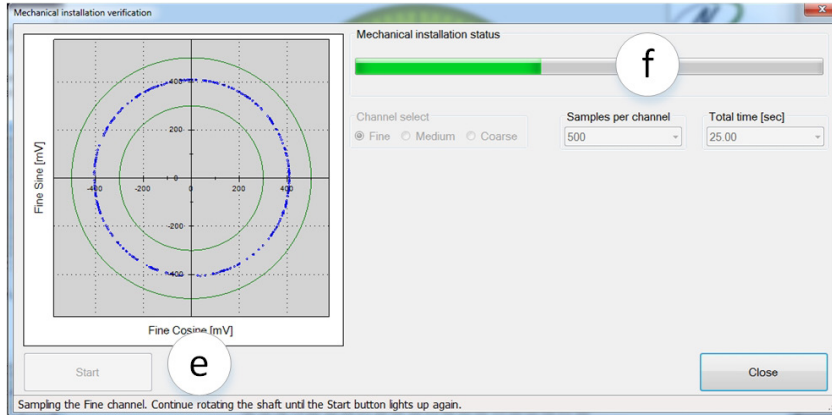 Mechanical installation verification
Mechanical installation status
f
Channel select
Fine Medium Coarse
Samples per channel
500
Total time [sec]
25.00
Fine Sine [mV]
400
200
-400 -200 0 200 400
-200
-400
Fine Cosine [mV]
e
Start
Close
Sampling the Fine channel. Continue rotating the shaft until the Start button lights up again.